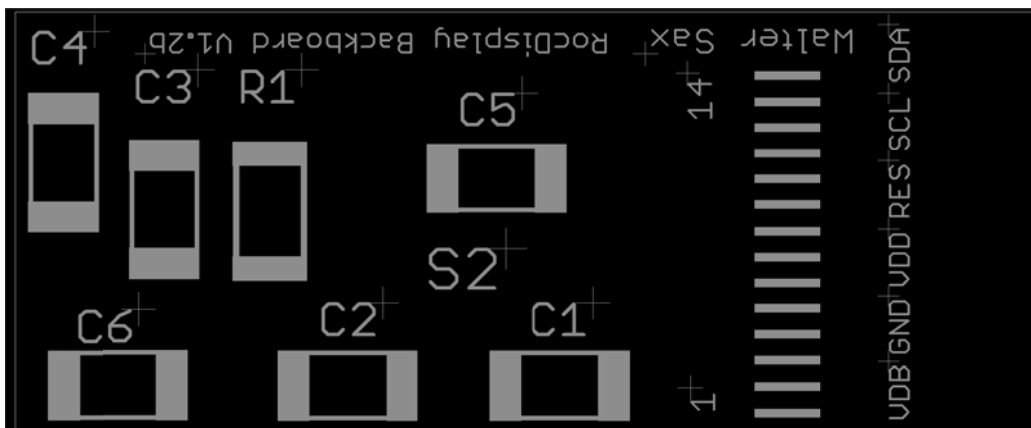 Walter Sax RocDisplay Backboard V1.2b
C4
C3
R1
C5
S2
C6
C2
C1
14
1
SDA
SCL
RES
VDD
GND
VDB